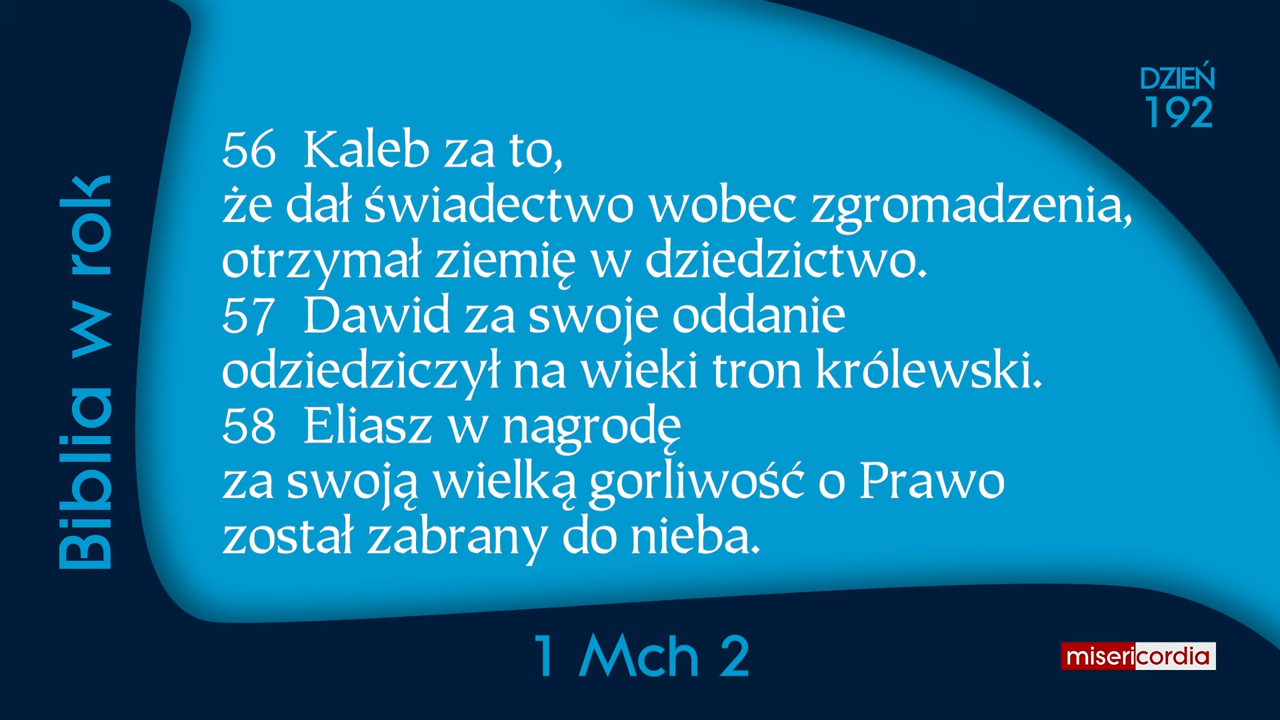 DZIEŃ
192
Biblia w rok
56 Kaleb za to,
że dał świadectwo wobec zgromadzenia,
otrzymał ziemię w dziedzictwo.
57 Dawid za swoje oddanie
odziedziczył na wieki tron królewski.
58 Eliasz w nagrodę
za swoją wielką gorliwość o Prawo
został zabrany do nieba.
1 Mch 2
misericordia